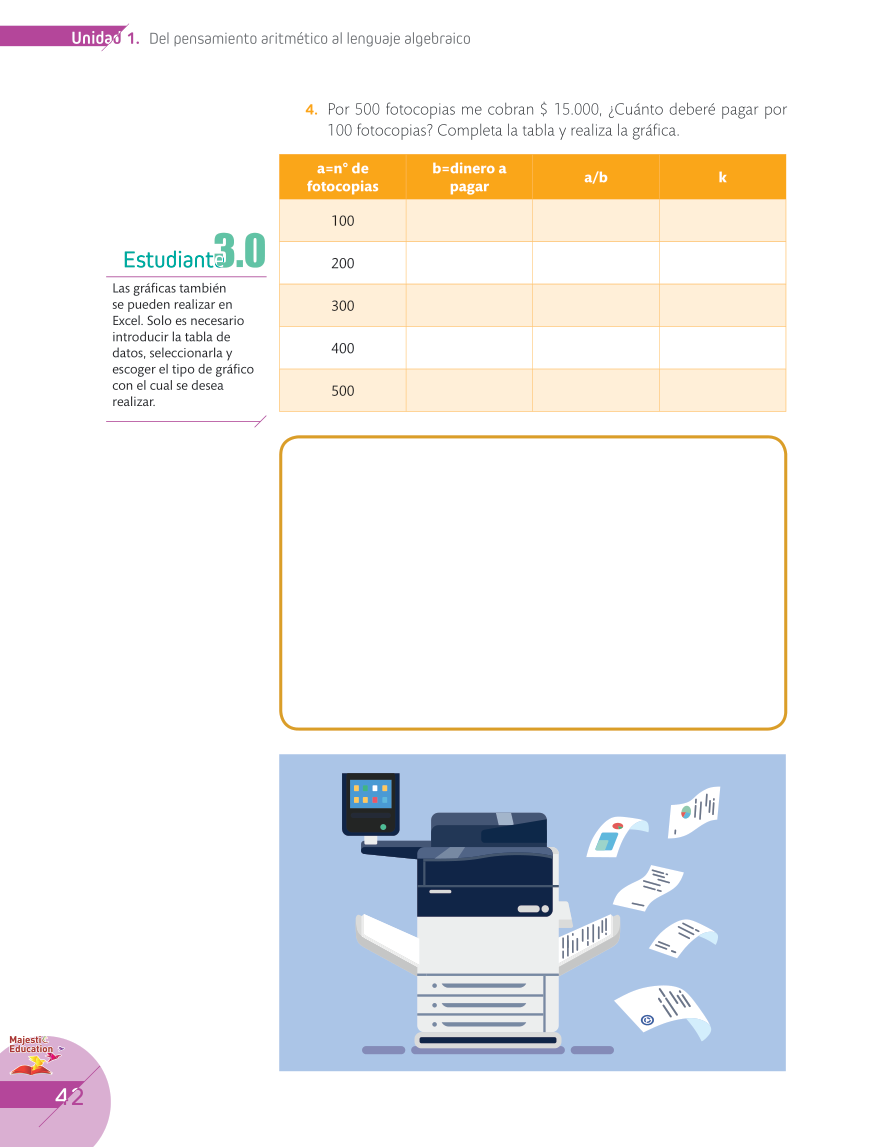 Unidad 1. Del pensamiento aritmético al lenguaje algebraico
4. Por 500 fotocopias me cobran $ 15.000, ¿Cuánto deberé pagar por
100 fotocopias? Completa la tabla y realiza la gráfica.
a=n° de fotocopias b=dinero a pagar a/b k
100
200
300
400
500
Estudiante 3.0
Las gráficas también
se pueden realizar en
Excel. Solo es necesario
introducir la tabla de
datos, seleccionarla y
escoger el tipo de gráfico
con el cual se desea
realizar.
Majestic
Education
42